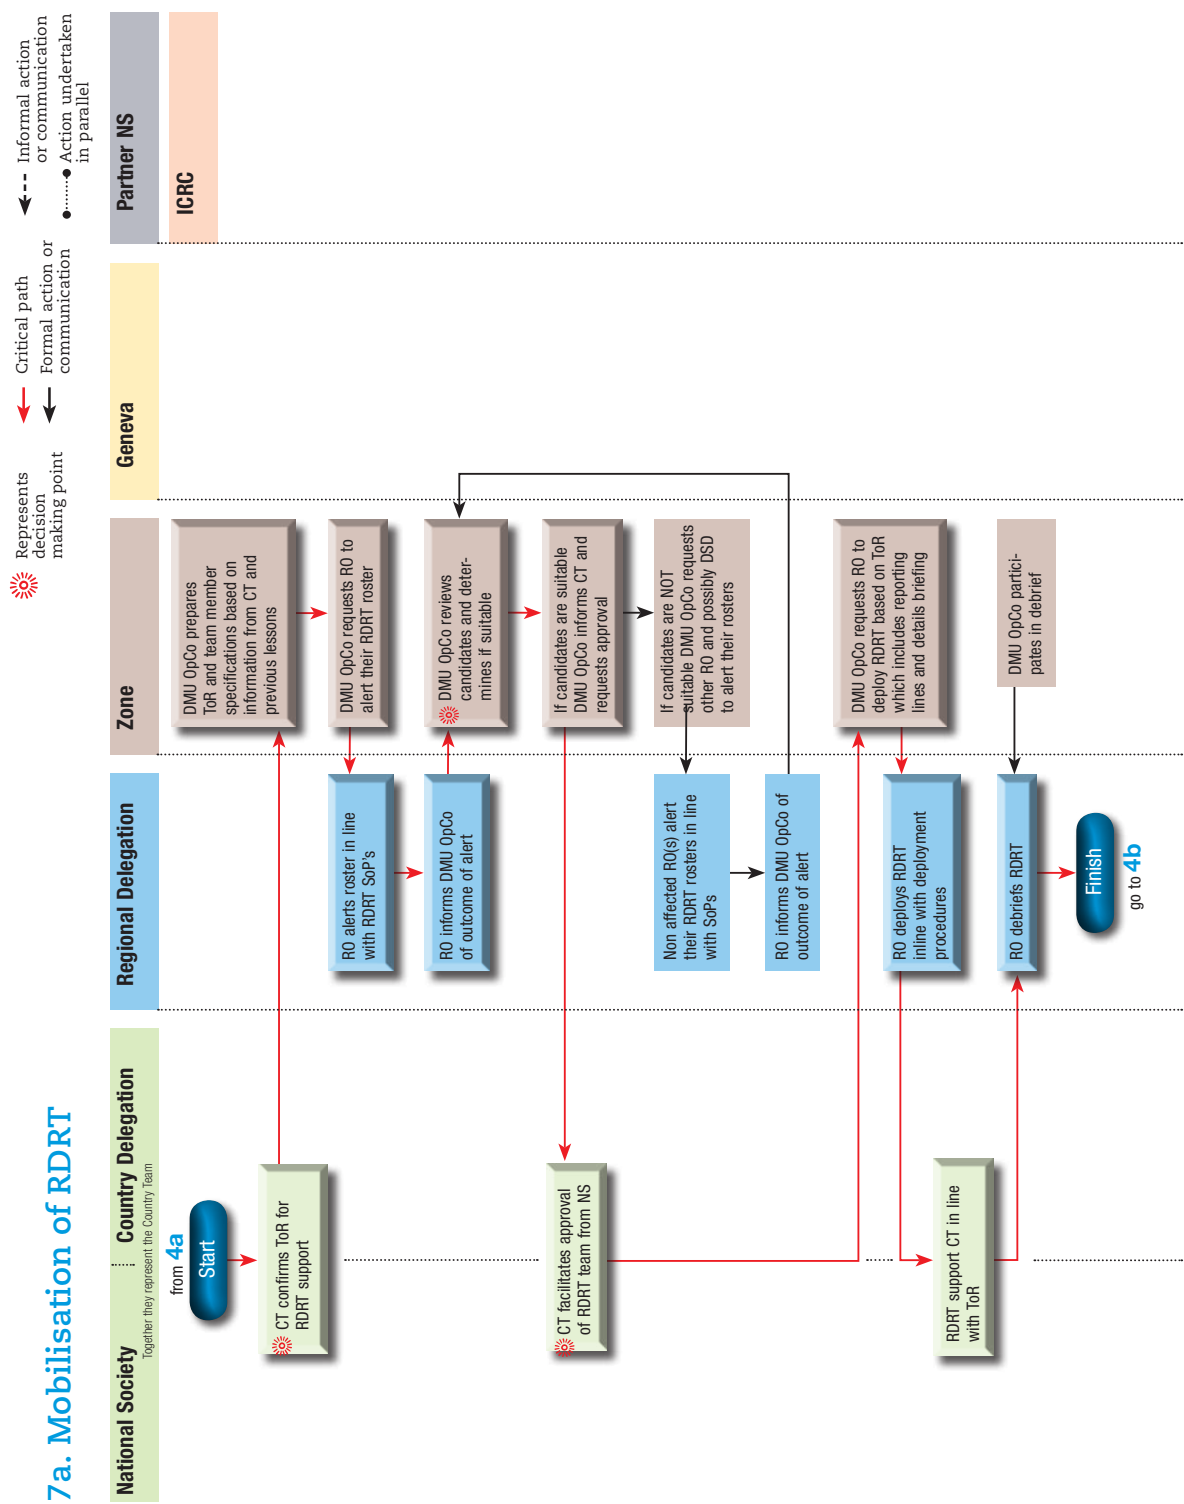 7a. Mobilisation of RDRT
Represents
decision
making point
Critical path
Formal action or
communication
Informal action
or communication
Action undertaken
in parallel
National Society
Country Delegation
Together they represent the Country Team
Regional Delegation
Zone
Geneva
Partner NS
ICRC
from 4a
Start
CT confirms ToR for
RDRT support
DMU OpCo prepares
ToR and team member
specifications based on
information from CT and
previous lessons
DMU OpCo requests RO to
alert their RDRT roster
RO alerts roster in line
with RDRT SoP's
RO informs DMU OpCo
of outcome of alert
DMU OpCo reviews
candidates and deter-
mines if suitable
If candidates are suitable
DMU OpCo informs CT and
requests approval
CT facilitates approval
of RDRT team from NS
If candidates are NOT
suitable DMU OpCo requests
other RO and possibly DSD
to alert their rosters
Non affected RO(s) alert
their RDRT rosters in line
with SoPs
RO informs DMU OpCo of
outcome of alert
DMU OpCo requests RO to
deploy RDRT based on ToR
which includes reporting
lines and details briefing
RO deploys RDRT
inline with deployment
procedures
RDRT support CT in line
with ToR
DMU OpCo partici-
pates in debrief
RO debriefs RDRT
Finish
go to 4b